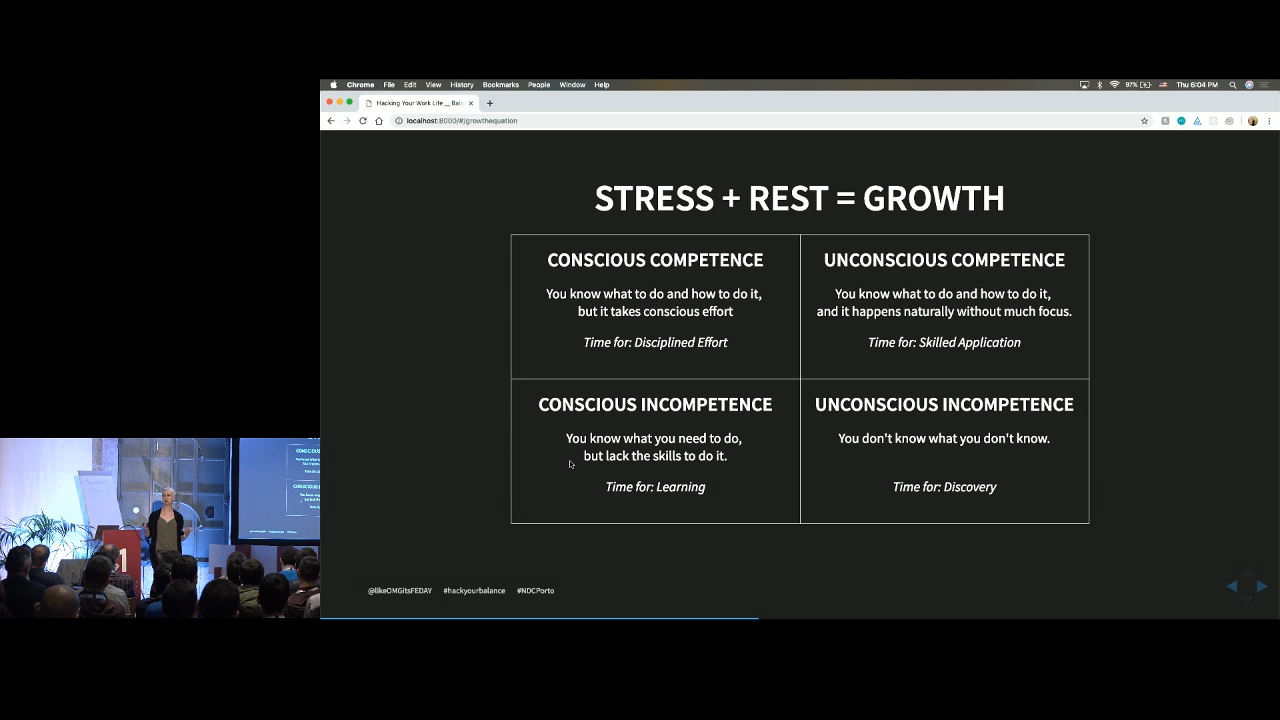 Chrome File Edit View History Bookmarks People Window Help 97% Thu 6:04 PM
Hacking Your Work Life __ Bala
localhost:8000/#/growthequation
STRESS + REST = GROWTH
CONSCIOUS COMPETENCE
You know what to do and how to do it,
but it takes conscious effort
Time for: Disciplined Effort
UNCONSCIOUS COMPETENCE
You know what to do and how to do it,
and it happens naturally without much focus.
Time for: Skilled Application
CONSCIOUS INCOMPETENCE
You know what you need to do,
but lack the skills to do it.
Time for: Learning
UNCONSCIOUS INCOMPETENCE
You don't know what you don't know.
Time for: Discovery
@likeOMGitsFEDAY #hackyourbalance #NDCPorto